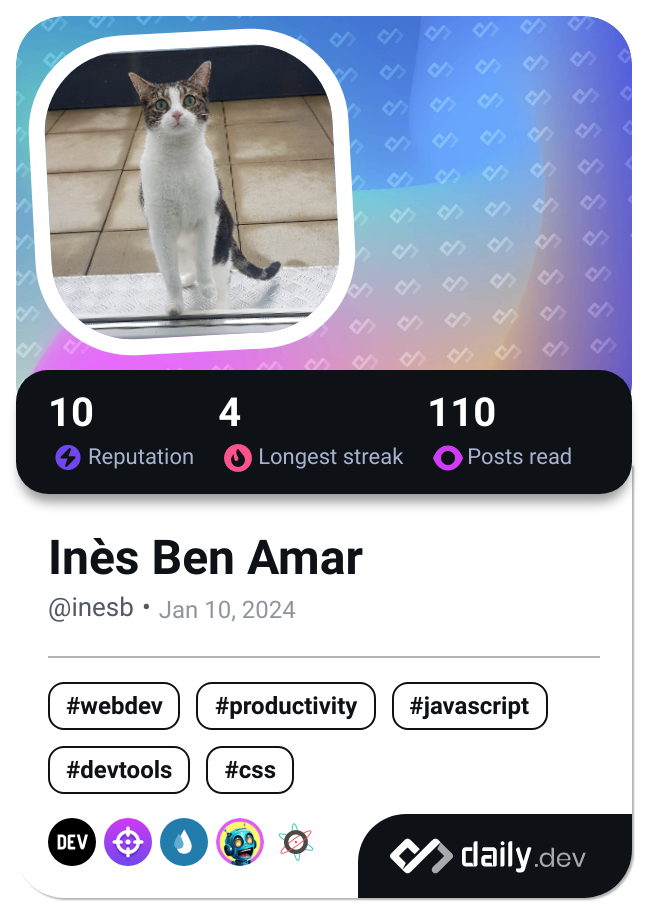 10 4 110
Reputation Longest streak Posts read
Inès Ben Amar
@inesb • Jan 10, 2024
#webdev #productivity #javascript
#devtools #css
DEV
daily.dev